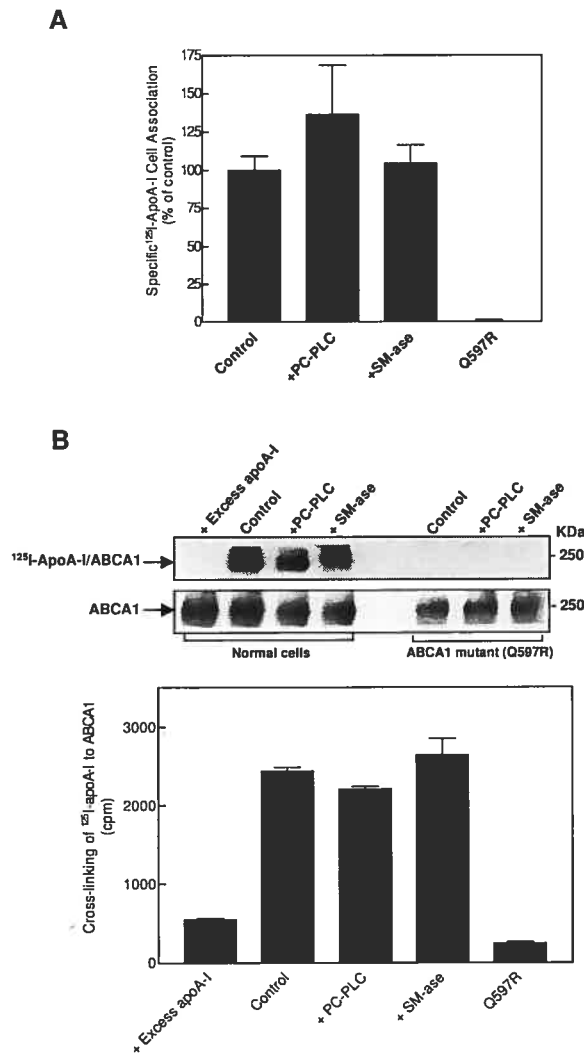 A
Specific ¹²⁵I-ApoA-I Cell Association
(% of control)
175
150
125
100
75
50
25
0
Control
+PC-PLC
+SM-ase
Q597R
B
+ Excess apoA-I
Control
+PC-PLC
+ SM-ase
Control
+PC-PLC
+ SM-ase
KDa
¹²⁵I-ApoA-I/ABCA1
250
ABCA1
250
Normal cells
ABCA1 mutant (Q597R)
Cross-linking of ¹²⁵I-apoA-I to ABCA1
(cpm)
3000
2000
1000
0
+ Excess apoA-I
Control
+ PC-PLC
+ SM-ase
Q597R